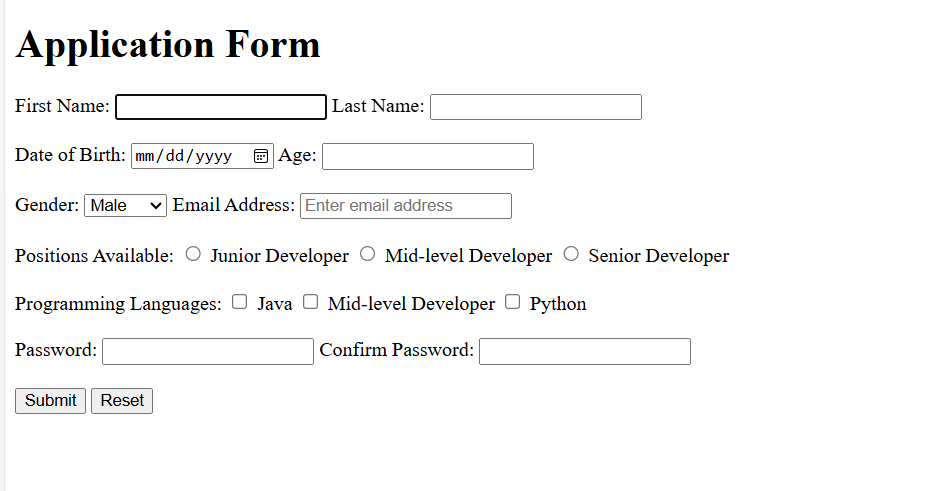 Application Form
First Name: Last Name:
Date of Birth: mm/dd/yyyy Age:
Gender: Male Email Address: Enter email address
Positions Available: Junior Developer Mid-level Developer Senior Developer
Programming Languages: Java Mid-level Developer Python
Password: Confirm Password:
Submit Reset